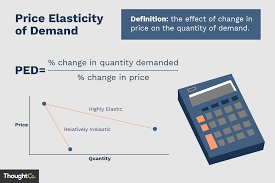 Price Elasticity
of Demand
Definition: the effect of change in
price on the quantity of demand.
PED=
% change in quantity demanded
% change in price
Highly Elastic
Price
Relatively Inelastic
Quantity
ThoughtCo.